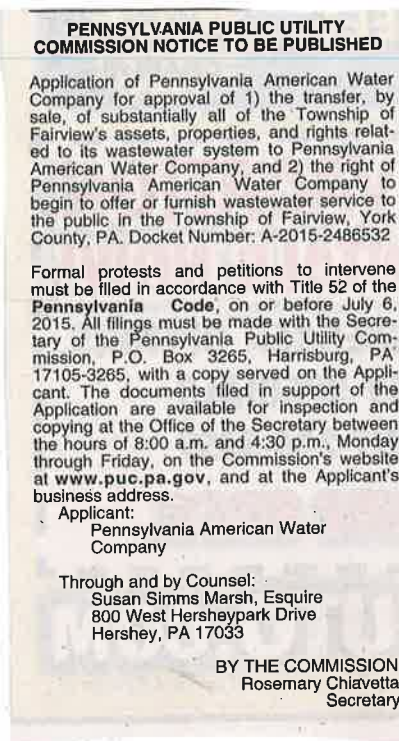 PENNSYLVANIA PUBLIC UTILITY
COMMISSION NOTICE TO BE PUBLISHED
Application of Pennsylvania American Water
Company for approval of 1) the transfer, by
sale, of substantially all of the Township of
Fairview's assets, properties, and rights relat-
ed to its wastewater system to Pennsylvania
American Water Company, and 2) the right of
Pennsylvania American Water Company to
begin to offer or furnish wastewater service to
the public in the Township of Fairview, York
County, PA. Docket Number: A-2015-2486532
Formal protests and petitions to intervene
must be filed in accordance with Title 52 of the
Pennsylvania Code, on or before July 6,
2015. All filings must be made with the Secre-
tary of the Pennsylvania Public Utility Com-
mission, P.O. Box 3265, Harrisburg, PA
17105-3265, with a copy served on the Appli-
cant. The documents filed in support of the
Application are available for inspection and
copying at the Office of the Secretary between
the hours of 8:00 a.m. and 4:30 p.m., Monday
through Friday, on the Commission's website
at www.puc.pa.gov, and at the Applicant's
business address.
Applicant:
Pennsylvania American Water
Company
Through and by Counsel:
Susan Simms Marsh, Esquire
800 West Hersheypark Drive
Hershey, PA 17033
BY THE COMMISSION
Rosemary Chiavetta
Secretary